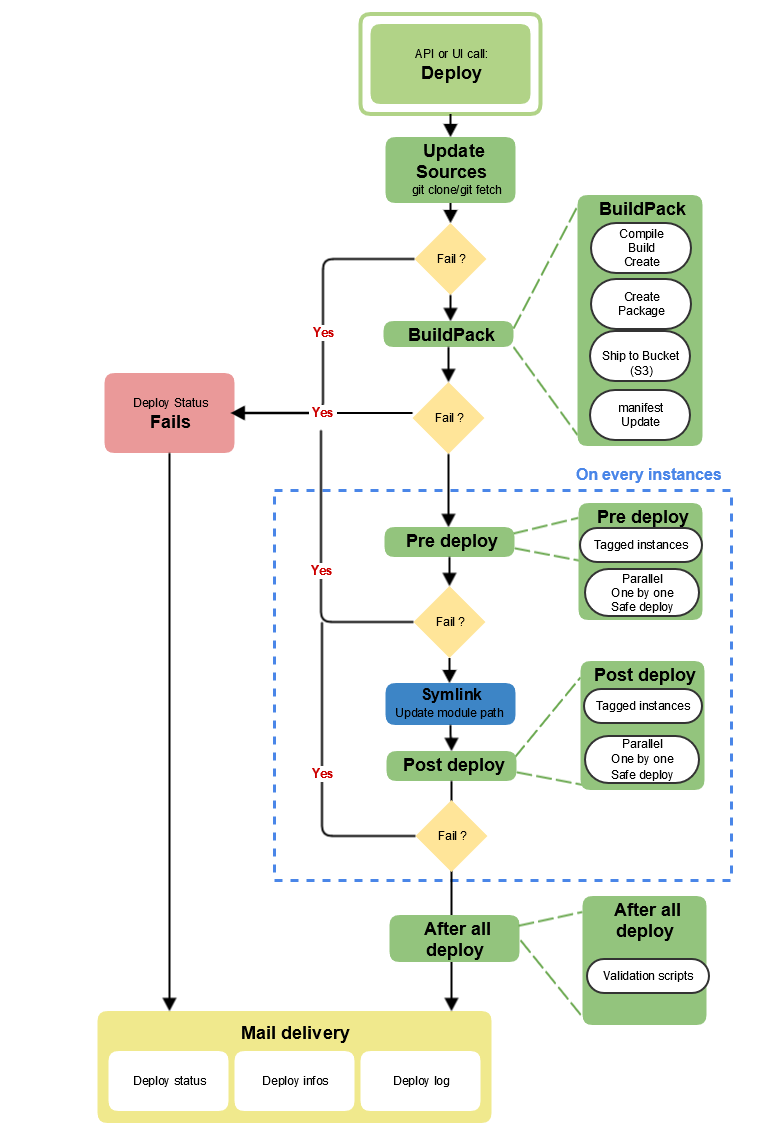 API or UI call:
Deploy
Update
Sources
git clone/git fetch
Fail ?
BuildPack
Compile
Build
Create
Create
Package
Ship to Bucket
(S3)
manifest
Update
Yes
BuildPack
Deploy Status
Fails
Yes
Fail ?
On every instances
Pre deploy
Pre deploy
Tagged instances
Parallel
One by one
Safe deploy
Yes
Fail ?
Symlink
Update module path
Post deploy
Post deploy
Tagged instances
Parallel
One by one
Safe deploy
Yes
Fail ?
After all
deploy
After all
deploy
Validation scripts
Mail delivery
Deploy status
Deploy infos
Deploy log